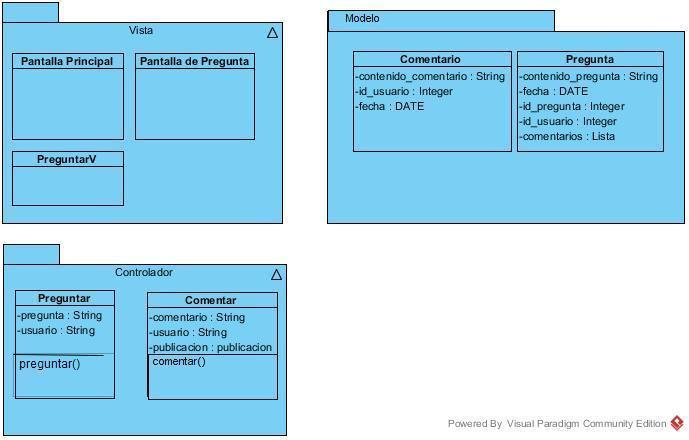 Vista
Pantalla Principal
Pantalla de Pregunta
PreguntarV
Modelo
Comentario
-contenido_comentario : String
-id_usuario : Integer
-fecha : DATE
Pregunta
-contenido_pregunta : String
-fecha : DATE
-id_pregunta : Integer
-id_usuario : Integer
-comentarios : Lista
Controlador
Preguntar
-pregunta : String
-usuario : String
preguntar()
Comentar
-comentario : String
-usuario : String
-publicacion : publicacion
comentar()
Powered By Visual Paradigm Community Edition